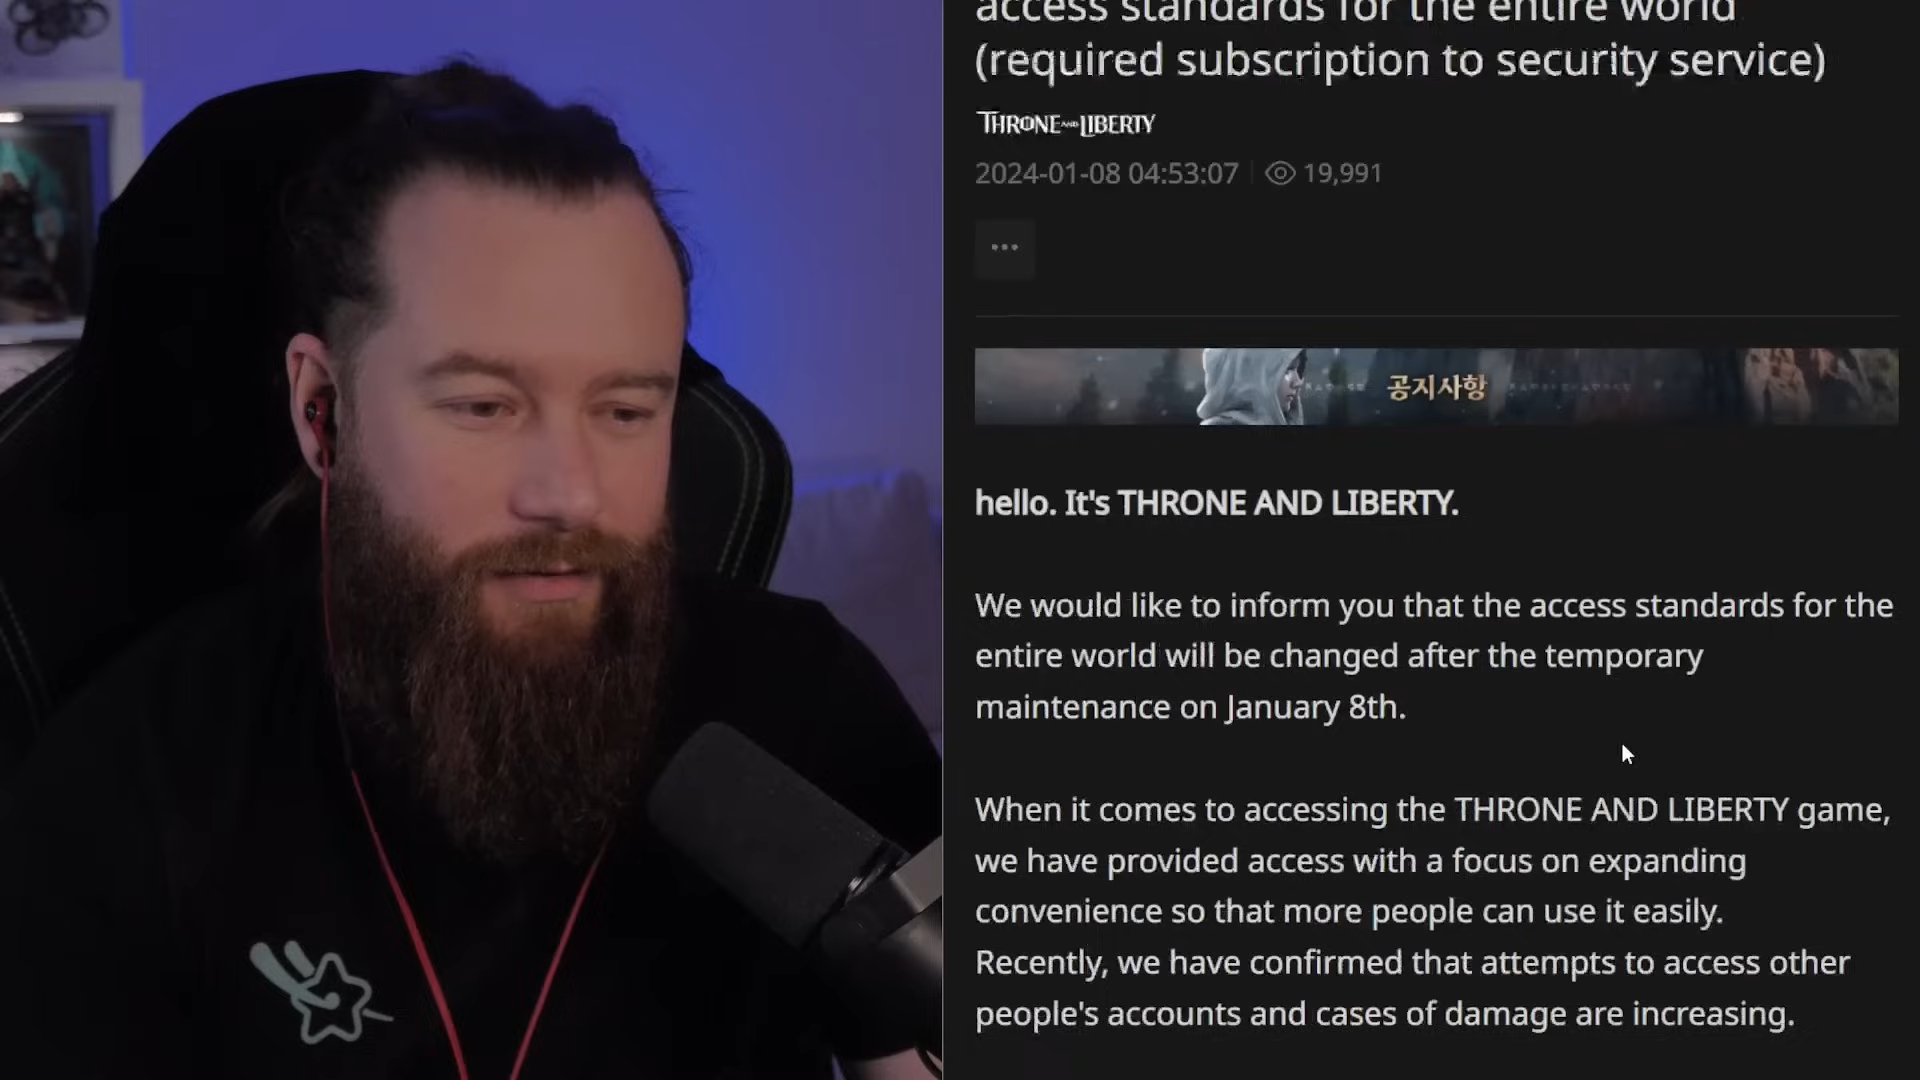 access standards for the entire world
(required subscription to security service)
THRONE AND LIBERTY
2024-01-08 04:53:07
19,991
공지사항
hello. It's THRONE AND LIBERTY.
We would like to inform you that the access standards for the
entire world will be changed after the temporary
maintenance on January 8th.
When it comes to accessing the THRONE AND LIBERTY game,
we have provided access with a focus on expanding
convenience so that more people can use it easily.
Recently, we have confirmed that attempts to access other
people's accounts and cases of damage are increasing.